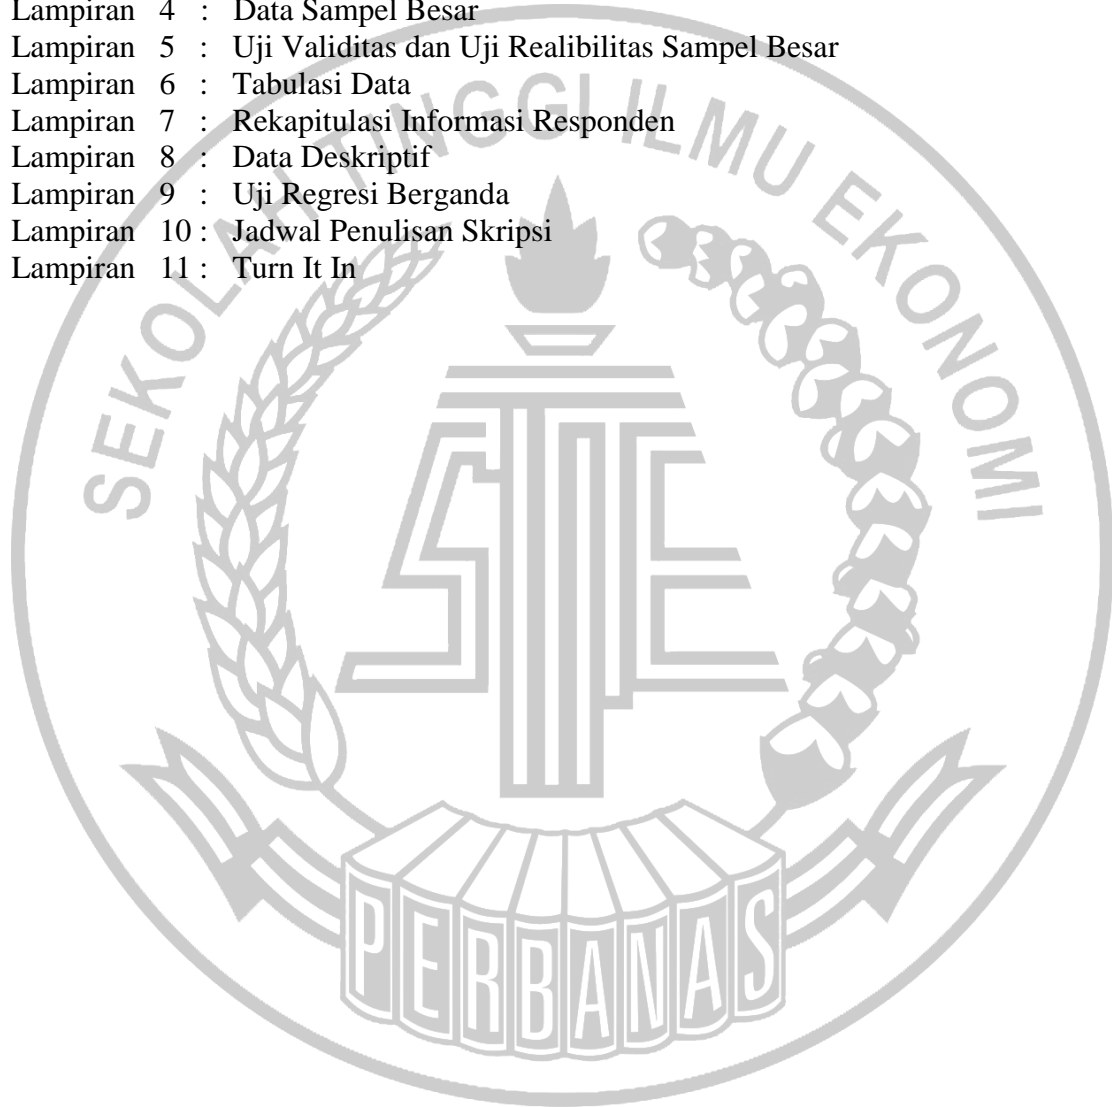 Lampiran 4 : Data Sampel Besar
Lampiran 5 : Uji Validitas dan Uji Realibilitas Sampel Besar
Lampiran 6 : Tabulasi Data
Lampiran 7 : Rekapitulasi Informasi Responden
Lampiran 8 : Data Deskriptif
Lampiran 9 : Uji Regresi Berganda
Lampiran 10 : Jadwal Penulisan Skripsi
Lampiran 11 : Turn It In
SEKOLAH TINGGI ILMU EKONOMI
STIE
PERBANAS